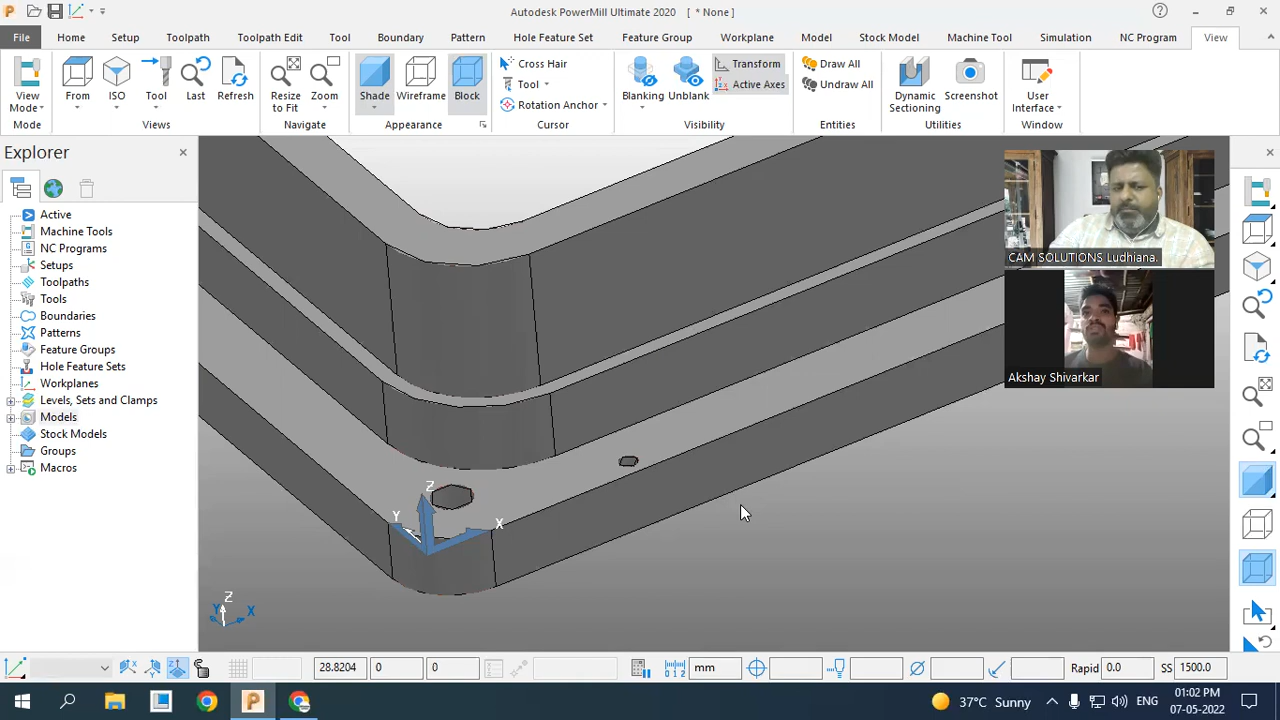 Autodesk PowerMill Ultimate 2020 [ * None ]
File Home Setup Toolpath Toolpath Edit Tool Boundary Pattern Hole Feature Set Feature Group Workplane Model Stock Model Machine Tool Simulation NC Program View
View Mode From ISO Tool Last Refresh Resize to Fit Zoom Shade Wireframe Block
Cross Hair
Tool
Rotation Anchor
Blanking Unblank
Transform
Active Axes
Draw All
Undraw All
Dynamic Sectioning Screenshot User Interface
Mode Views Navigate Appearance Cursor Visibility Entities Utilities Window
Explorer
Active
Machine Tools
NC Programs
Setups
Toolpaths
Tools
Boundaries
Patterns
Feature Groups
Hole Feature Sets
Workplanes
Levels, Sets and Clamps
Models
Stock Models
Groups
Macros
CAM SOLUTIONS Ludhiana.
Akshay Shivarkar
Z
Y
X
Z
Y
X
28.8204 0 0 mm Rapid 0.0 SS 1500.0
37°C Sunny ENG 01:02 PM
07-05-2022